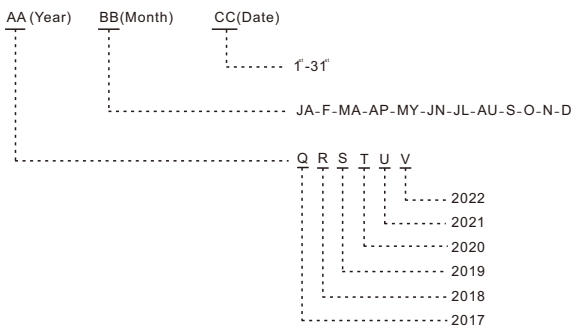 AA (Year) BB(Month) CC(Date)
1st-31st
JA-F-MA-AP-MY-JN-JL-AU-S-O-N-D
Q R S T U V
2022
2021
2020
2019
2018
2017